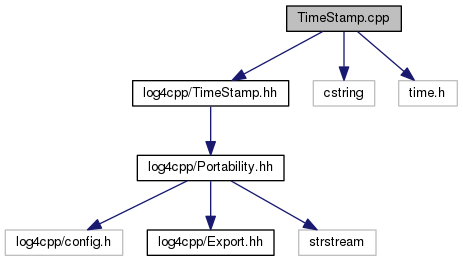 TimeStamp.cpp
log4cpp/TimeStamp.hh
cstring
time.h
log4cpp/Portability.hh
log4cpp/config.h
log4cpp/Export.hh
strstream